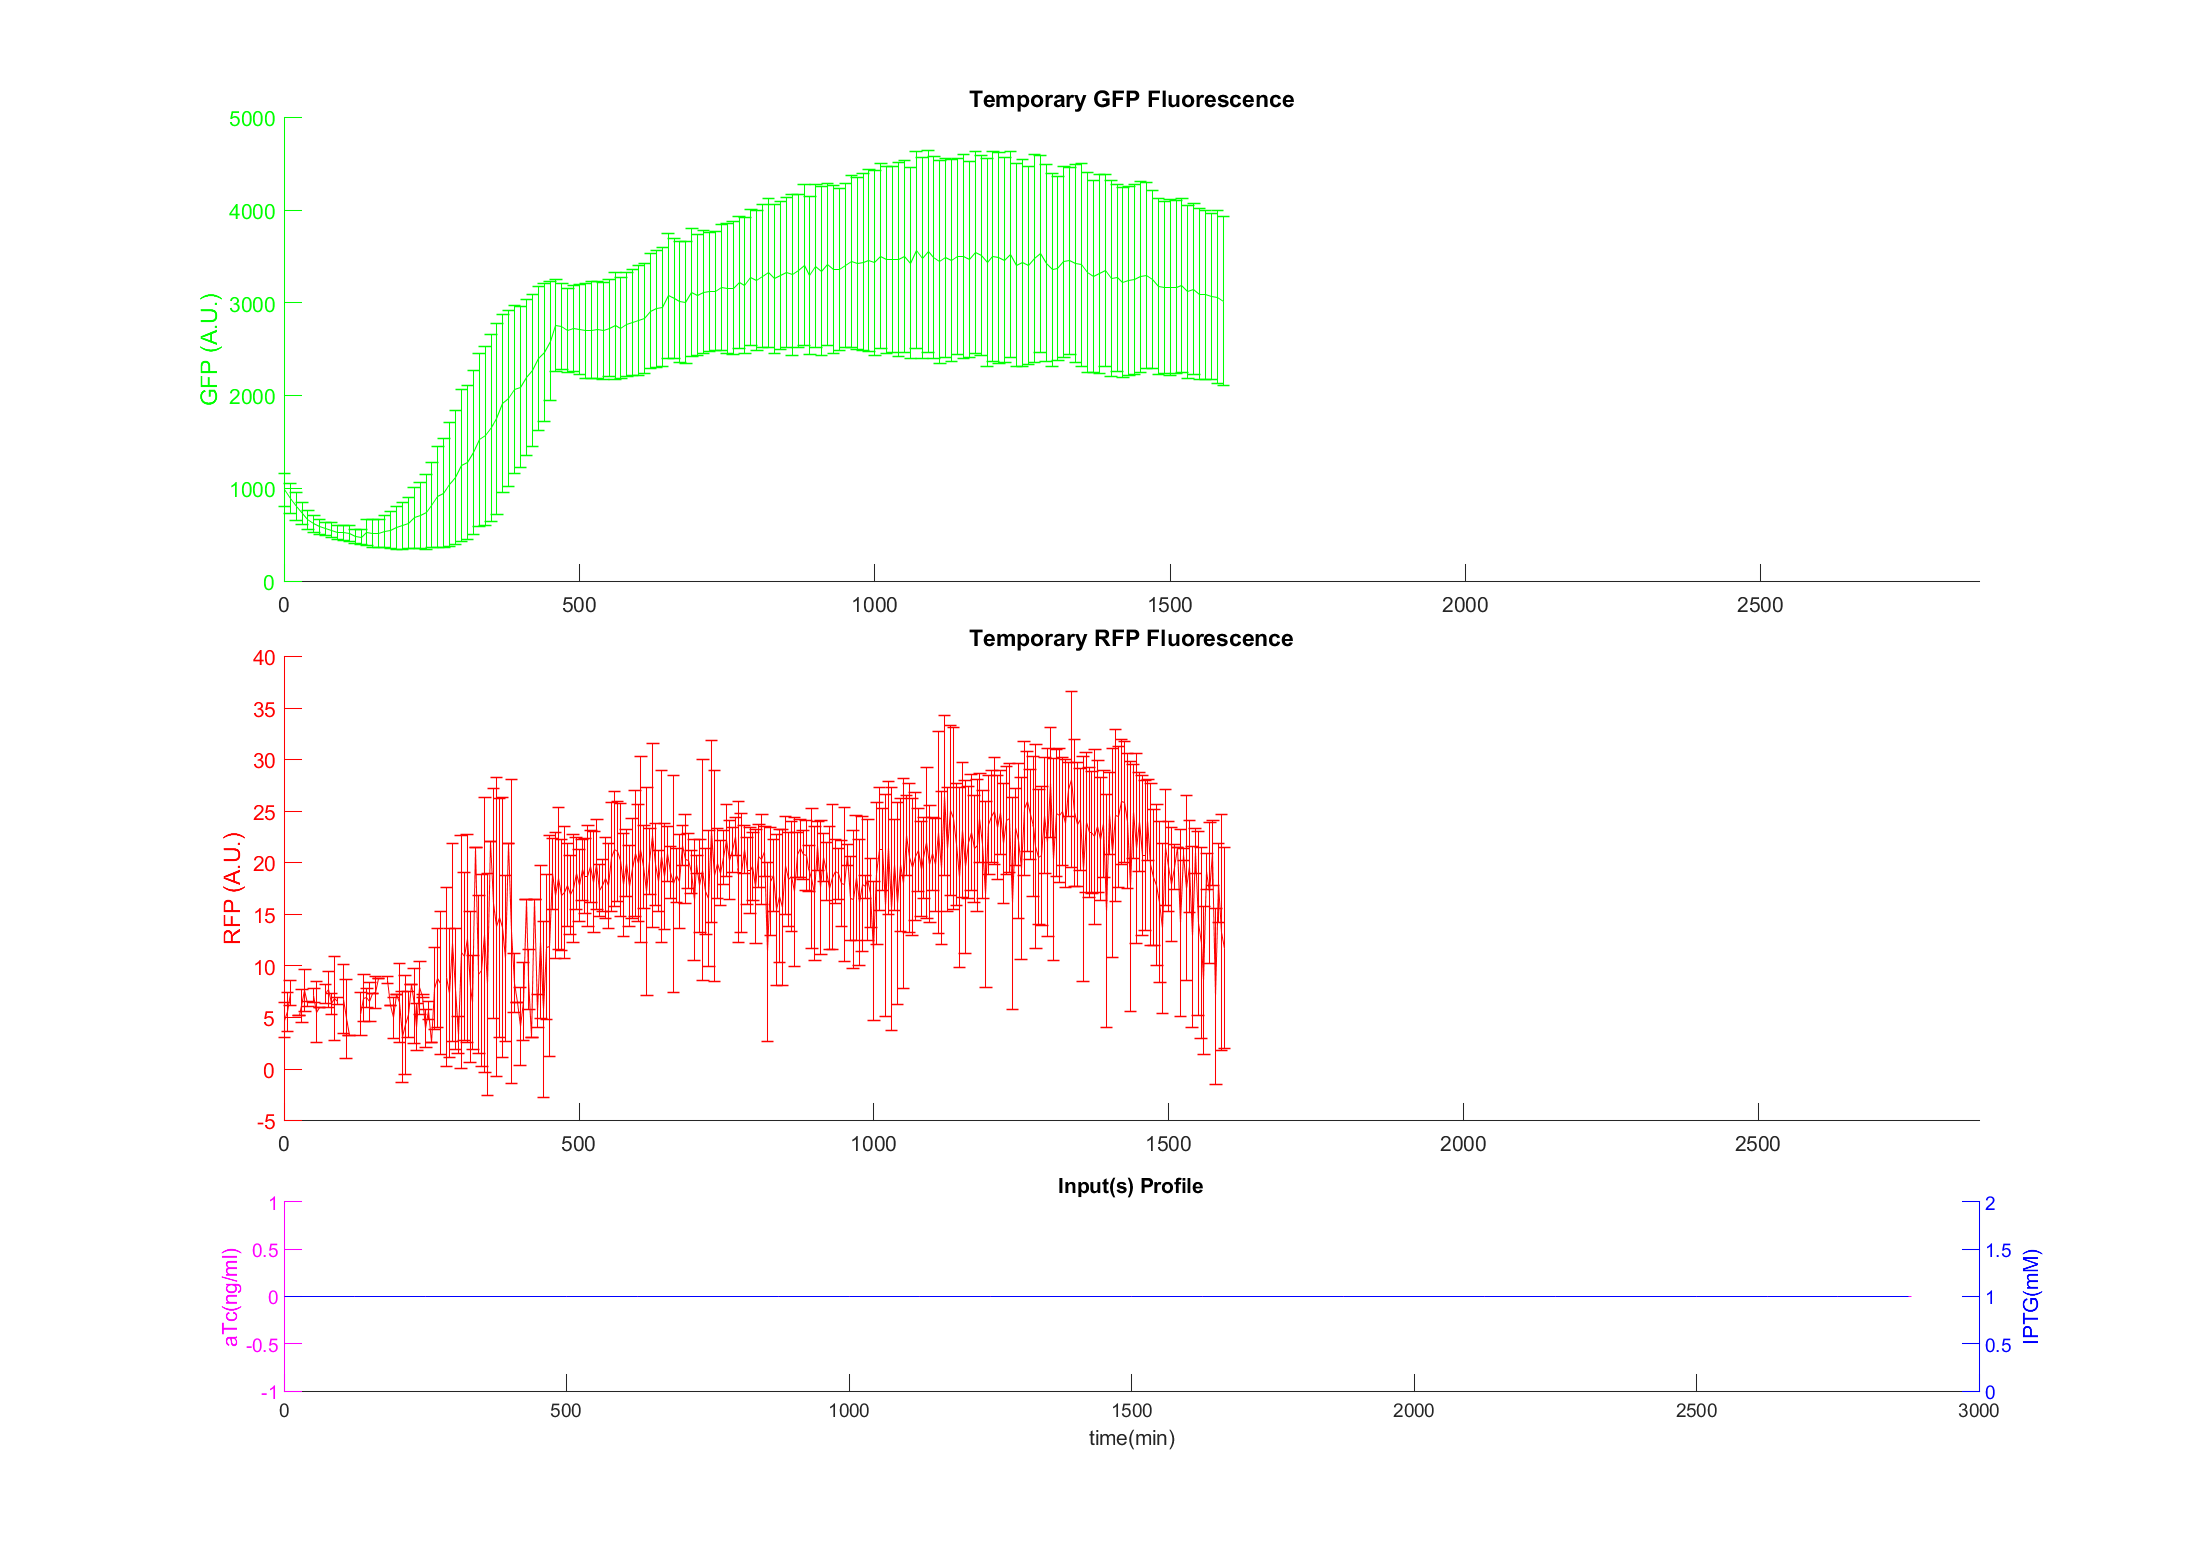 Temporary GFP Fluorescence
5000
4000
3000
2000
1000
0
GFP (A.U.)
0 500 1000 1500 2000 2500
Temporary RFP Fluorescence
40
35
30
25
20
15
10
5
0
-5
RFP (A.U.)
0 500 1000 1500 2000 2500
Input(s) Profile
1
0.5
0
-0.5
-1
aTc(ng/ml)
2
1.5
1
0.5
0
IPTG(mM)
0 500 1000 1500 2000 2500 3000
time(min)